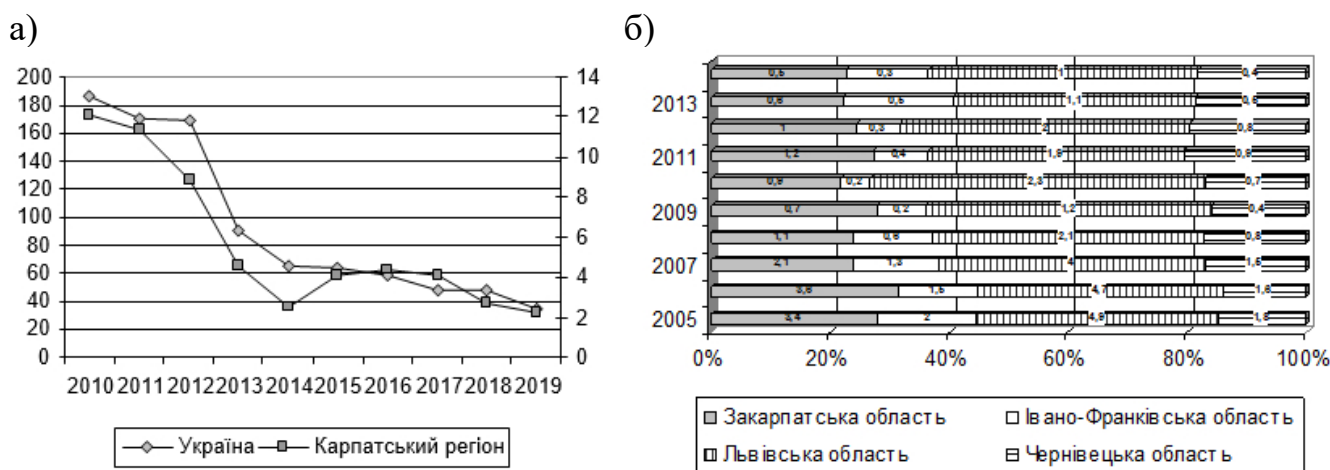 а)
200
180
160
140
120
100
80
60
40
20
0
14
12
10
8
6
4
2
0
2010 2011 2012 2013 2014 2015 2016 2017 2018 2019
Україна Карпатський регіон
б)
0,5 0,3 1 0,4
2013 0,6 0,5 1,1 0,6
1 0,3 2 0,8
2011 1,2 0,4 1,9 0,9
0,9 0,2 2,3 0,7
2009 0,7 0,2 1,2 0,4
1,1 0,6 2,1 0,8
2007 2,1 1,3 4 1,5
3,6 1,5 4,7 1,6
2005 3,4 2 4,9 1,8
0% 20% 40% 60% 80% 100%
Закарпатська область Івано-Франківська область
Львівська область Чернівецька область